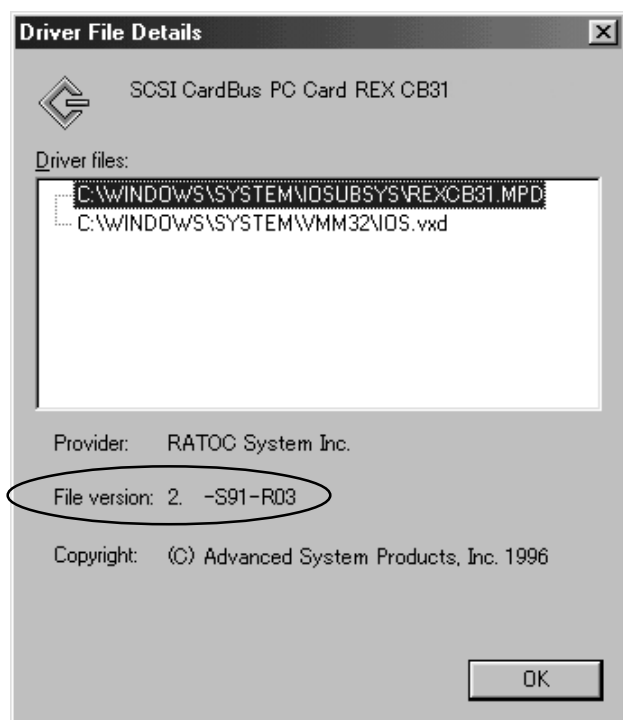 Driver File Details
SCSI CardBus PC Card REX CB31
Driver files:
C:\WINDOWS\SYSTEM\IOSUBSYS\REXCB31.MPD
C:\WINDOWS\SYSTEM\VMM32\IOS.vxd
Provider: RATOC System Inc.
File version: 2. -S91-R03
Copyright: (C) Advanced System Products, Inc. 1996
OK